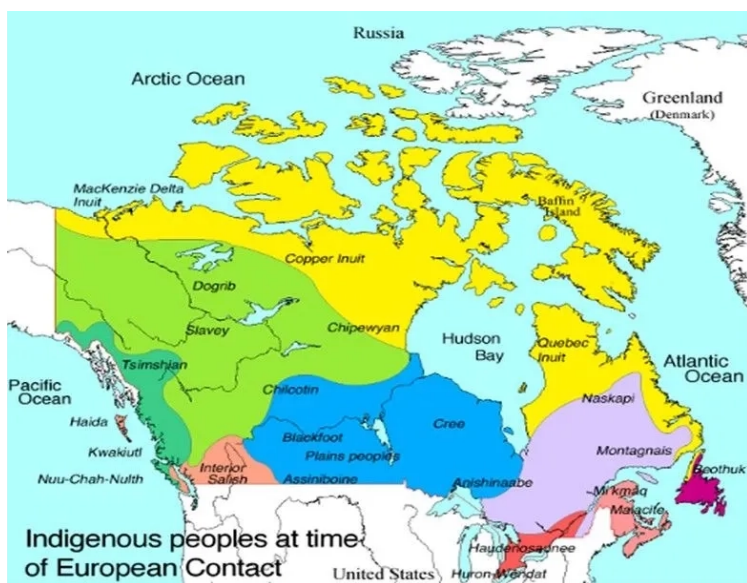 Russia
Arctic Ocean
Greenland
(Denmark)
MacKenzie Delta
Inuit
Baffin
Island
Copper Inuit
Dogrib
Slavey
Chipewyan
Hudson
Bay
Quebec
Inuit
Atlantic
Ocean
Tsimshian
Pacific
Ocean
Chilcotin
Naskapi
Haida
Blackfoot
Cree
Kwakiutl
Plains peoples
Montagnais
Interior
Salish
Nuu-Chah-Nulth
Assiniboine
Anishinaabe
Beothuk
Mi'kmaq
Malacite
Indigenous peoples at time
of European Contact
Haudenosaunee
United States
Huron-Wendat